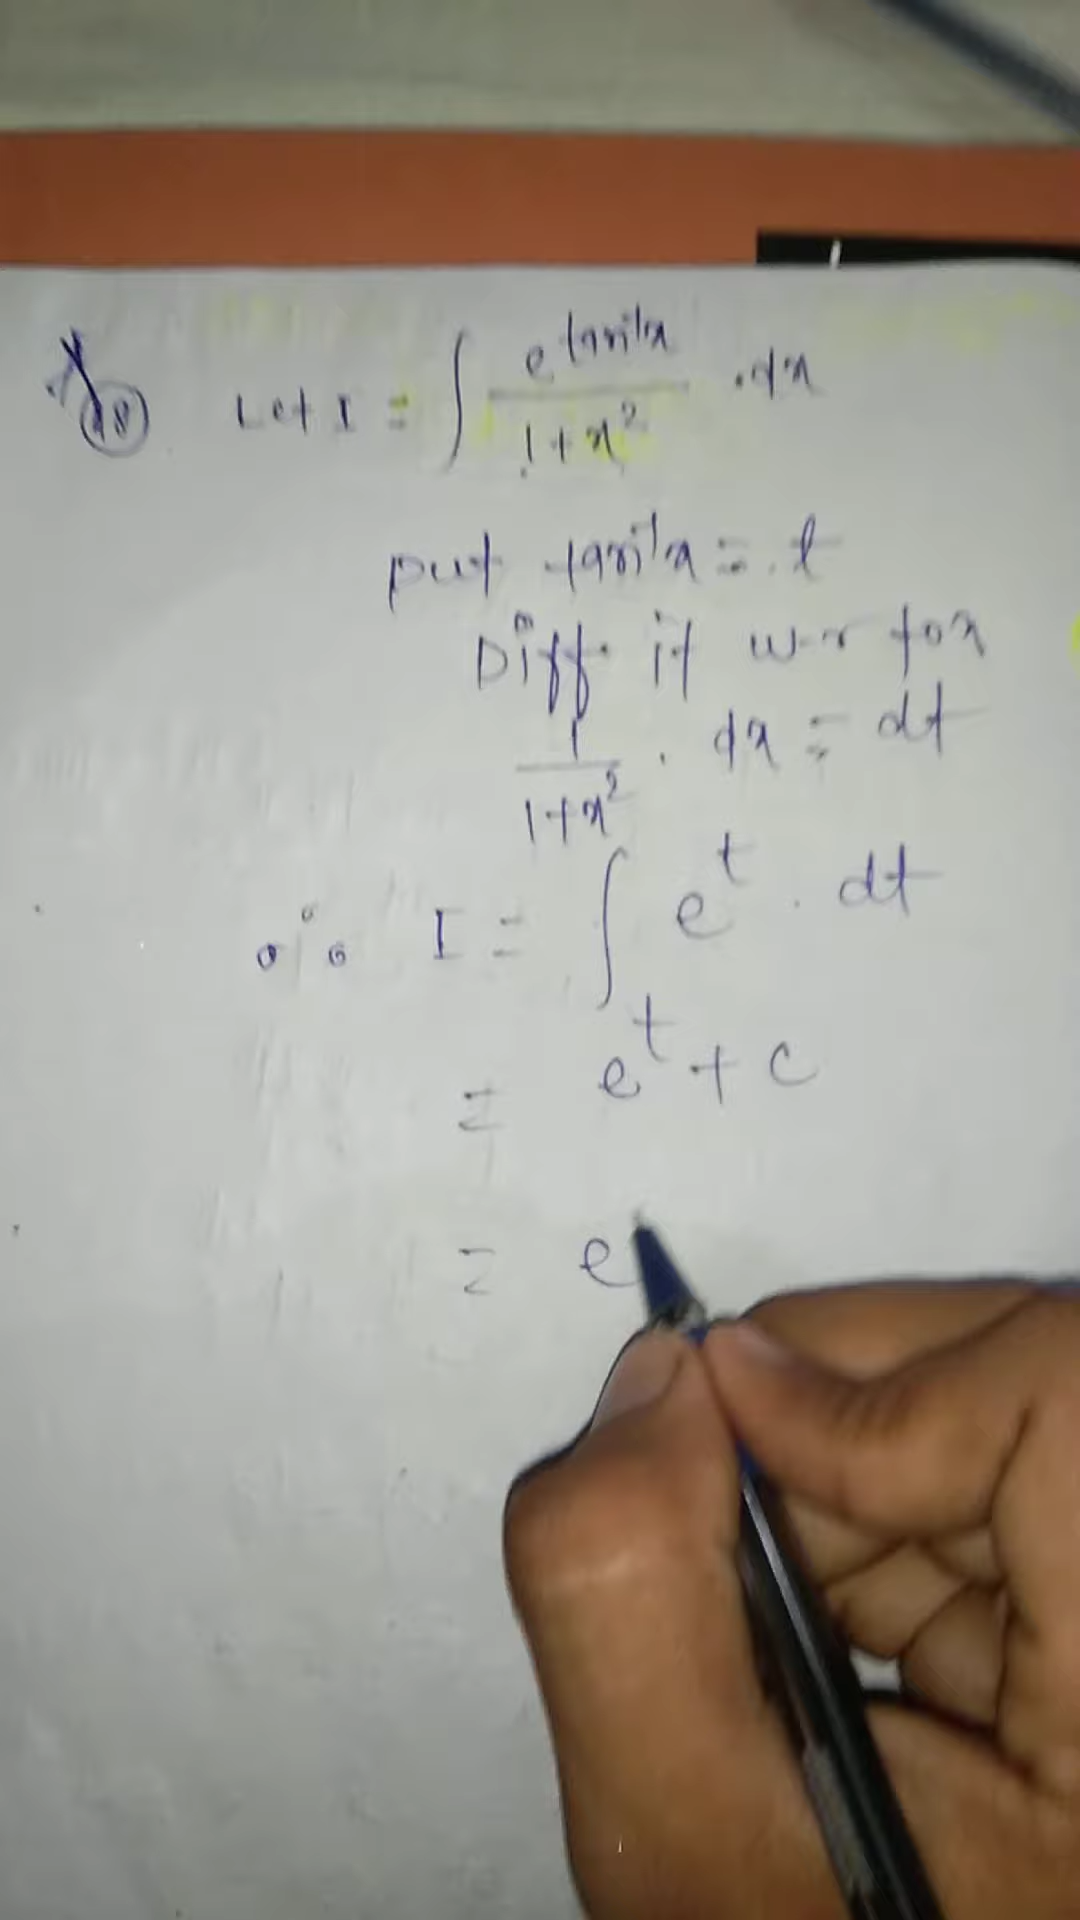 18 Let I = ∫ e^tan⁻¹x / 1+x² . dx
put tan⁻¹x = t
Diff. it w-r to x
1 / 1+x² . dx = dt
∴ I = ∫ e^t . dt
= e^t + c
= e